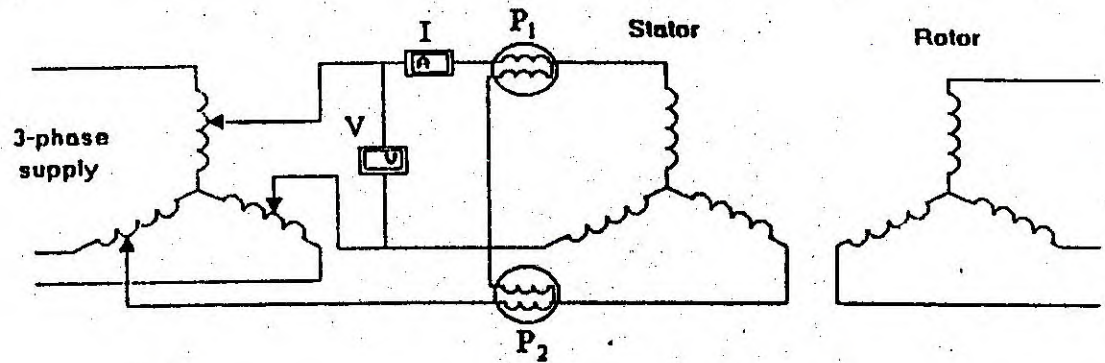 I
P1
Stator
Rotor
A
3-phase
supply
V
V
P2